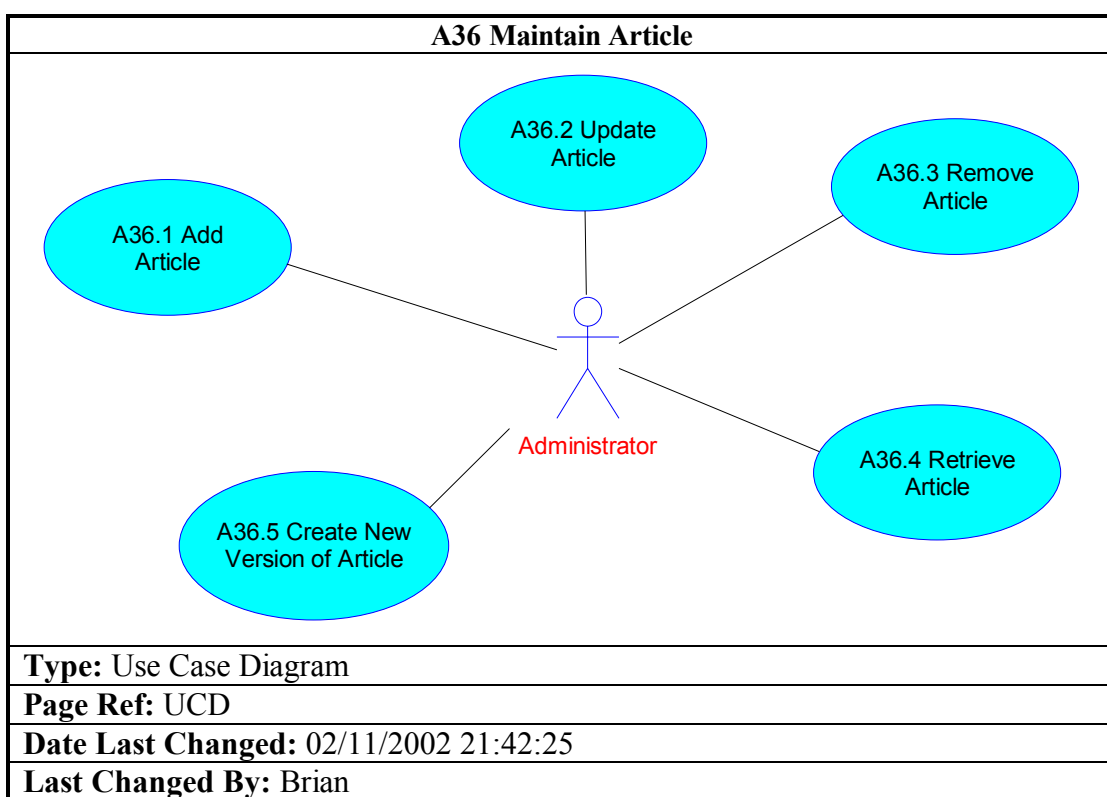 A36 Maintain Article
A36.2 Update
Article
A36.3 Remove
Article
A36.1 Add
Article
Administrator
A36.4 Retrieve
Article
A36.5 Create New
Version of Article
Type: Use Case Diagram
Page Ref: UCD
Date Last Changed: 02/11/2002 21:42:25
Last Changed By: Brian